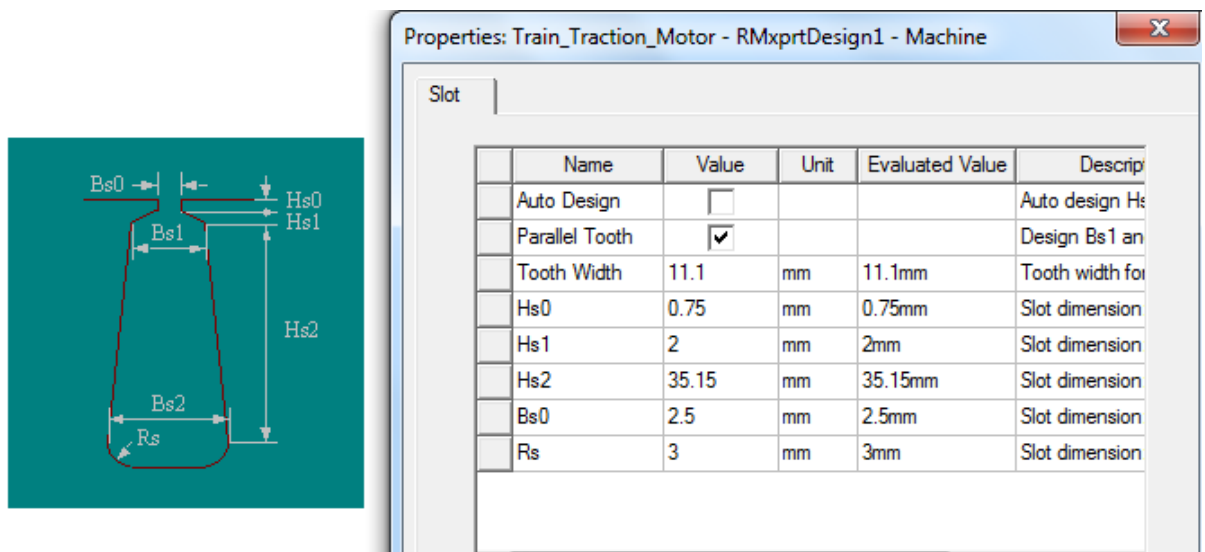 Properties: Train_Traction_Motor - RMxprtDesign1 - Machine
Slot
Name Value Unit Evaluated Value Descrip
Auto Design Auto design Hs
Parallel Tooth Design Bs1 an
Tooth Width 11.1 mm 11.1mm Tooth width for
Hs0 0.75 mm 0.75mm Slot dimension
Hs1 2 mm 2mm Slot dimension
Hs2 35.15 mm 35.15mm Slot dimension
Bs0 2.5 mm 2.5mm Slot dimension
Rs 3 mm 3mm Slot dimension
Bs0
Hs0
Hs1
Bs1
Hs2
Bs2
Rs